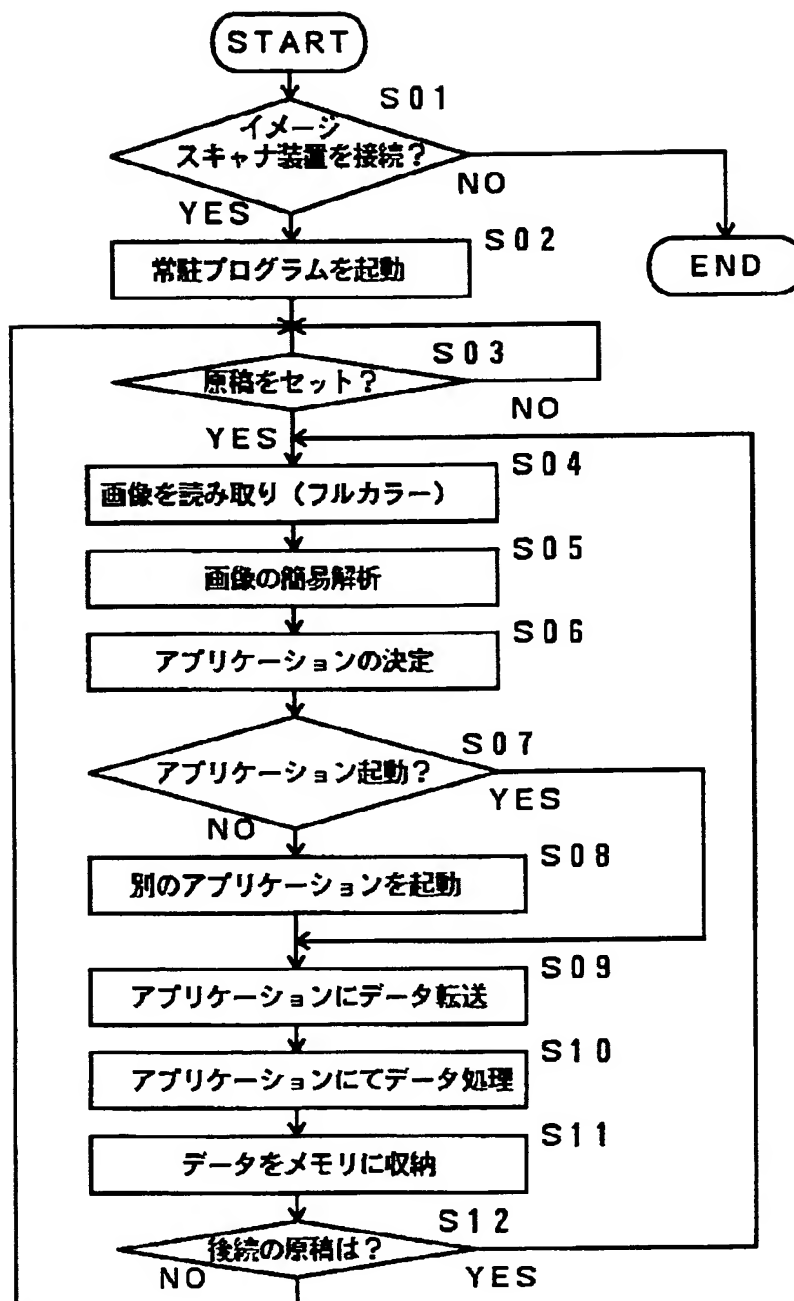 START
S01
イメージ
スキャナ装置を接続？
NO
YES
S02
常駐プログラムを起動
END
S03
原稿をセット？
NO
YES
S04
画像を読み取り（フルカラー）
S05
画像の簡易解析
S06
アプリケーションの決定
S07
アプリケーション起動？
YES
NO
S08
別のアプリケーションを起動
S09
アプリケーションにデータ転送
S10
アプリケーションにてデータ処理
S11
データをメモリに収納
S12
後続の原稿は？
NO
YES